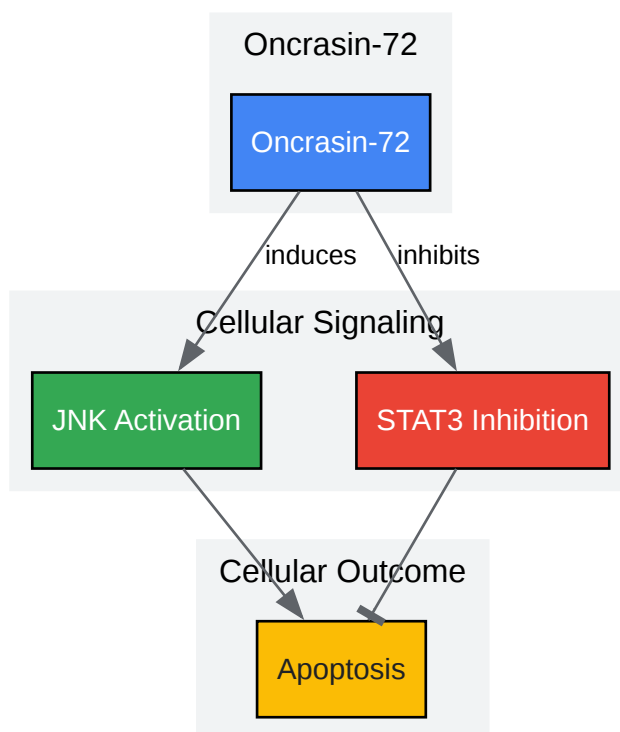 Oncrasin-72
Oncrasin-72
induces
inhibits
Cellular Signaling
JNK Activation
STAT3 Inhibition
Cellular Outcome
Apoptosis